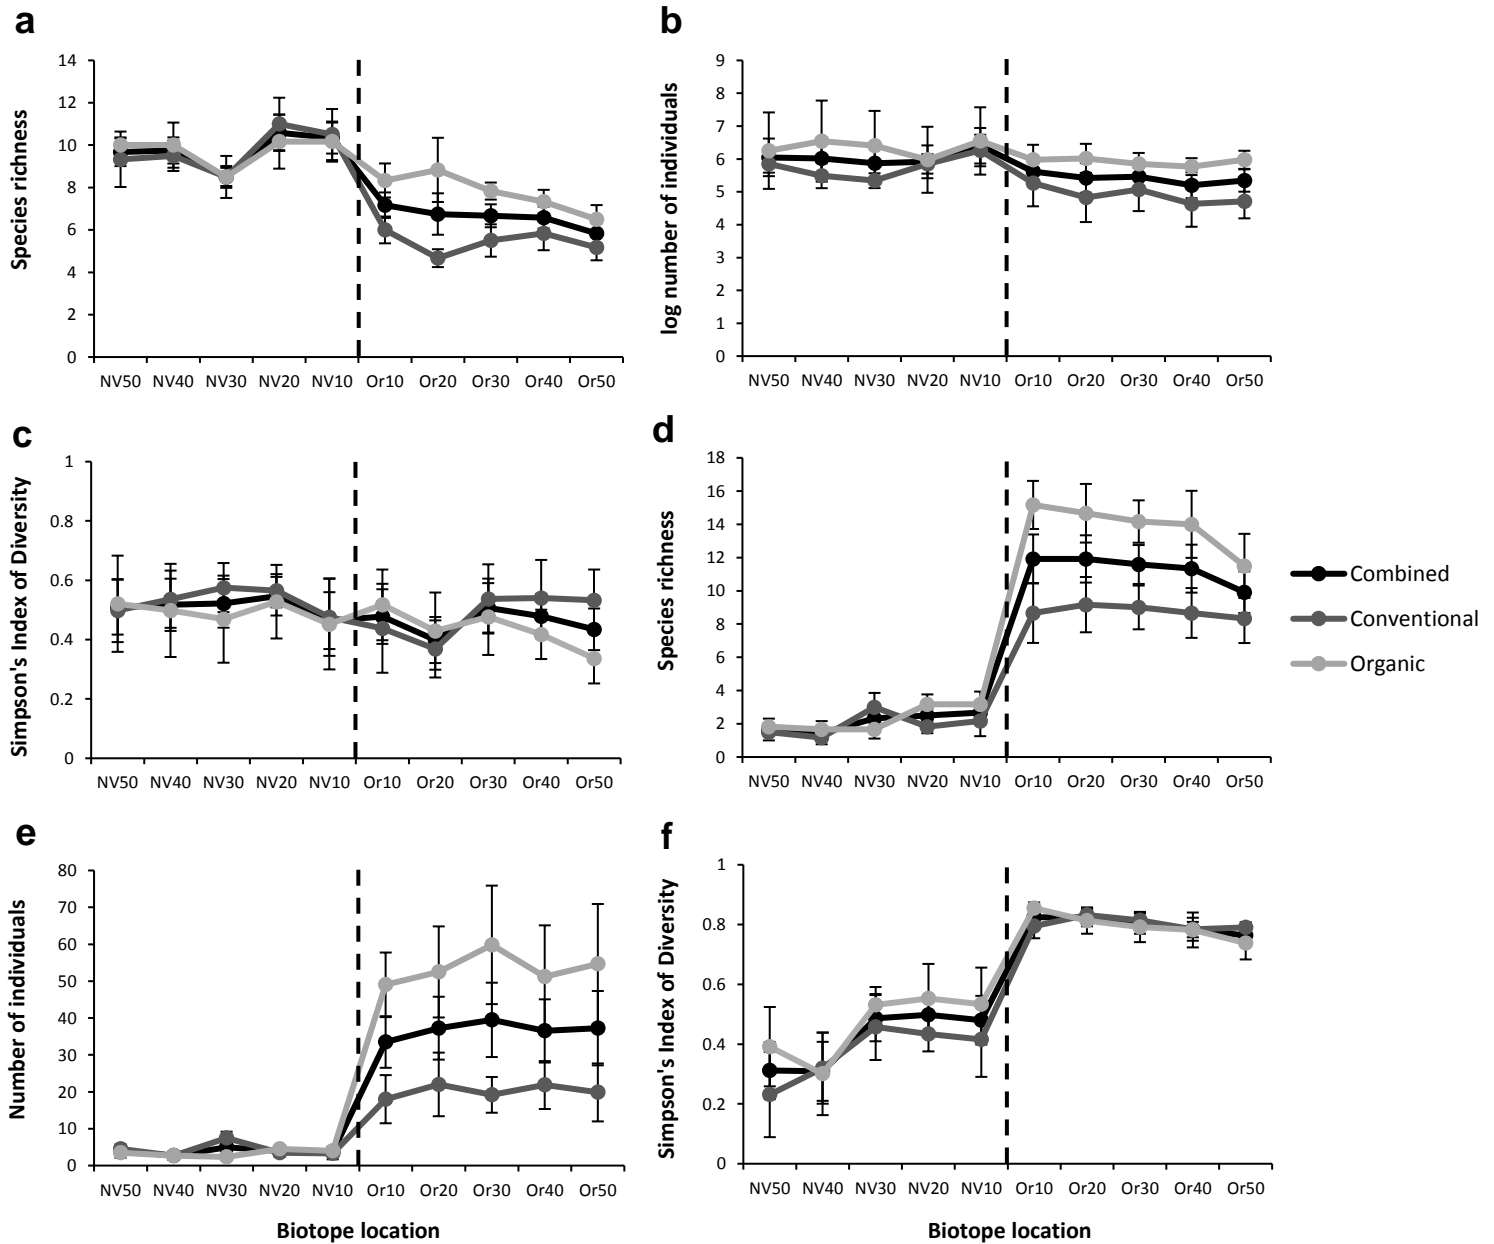 a
Species richness
14
12
10
8
6
4
2
0
NV50 NV40 NV30 NV20 NV10 Or10 Or20 Or30 Or40 Or50
b
log number of individuals
9
8
7
6
5
4
3
2
1
0
NV50 NV40 NV30 NV20 NV10 Or10 Or20 Or30 Or40 Or50
c
Simpson's Index of Diversity
1
0.8
0.6
0.4
0.2
0
NV50 NV40 NV30 NV20 NV10 Or10 Or20 Or30 Or40 Or50
d
Species richness
18
16
14
12
10
8
6
4
2
0
NV50 NV40 NV30 NV20 NV10 Or10 Or20 Or30 Or40 Or50
Combined
Conventional
Organic
e
Number of individuals
80
70
60
50
40
30
20
10
0
NV50 NV40 NV30 NV20 NV10 Or10 Or20 Or30 Or40 Or50
Biotope location
f
Simpson's Index of Diversity
1
0.8
0.6
0.4
0.2
0
NV50 NV40 NV30 NV20 NV10 Or10 Or20 Or30 Or40 Or50
Biotope location